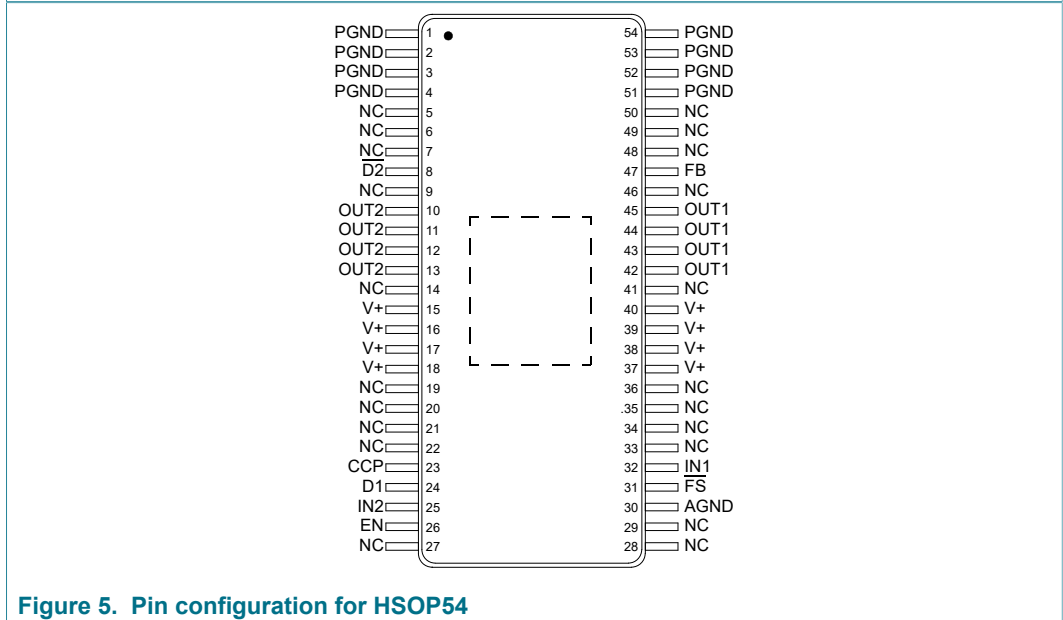 PGND 1 54 PGND
PGND 2 53 PGND
PGND 3 52 PGND
PGND 4 51 PGND
NC 5 50 NC
NC 6 49 NC
NC 7 48 NC
D2 8 47 FB
NC 9 46 NC
OUT2 10 45 OUT1
OUT2 11 44 OUT1
OUT2 12 43 OUT1
OUT2 13 42 OUT1
NC 14 41 NC
V+ 15 40 V+
V+ 16 39 V+
V+ 17 38 V+
V+ 18 37 V+
NC 19 36 NC
NC 20 .35 NC
NC 21 34 NC
NC 22 33 NC
CCP 23 32 IN1
D1 24 31 FS
IN2 25 30 AGND
EN 26 29 NC
NC 27 28 NC
Figure 5. Pin configuration for HSOP54